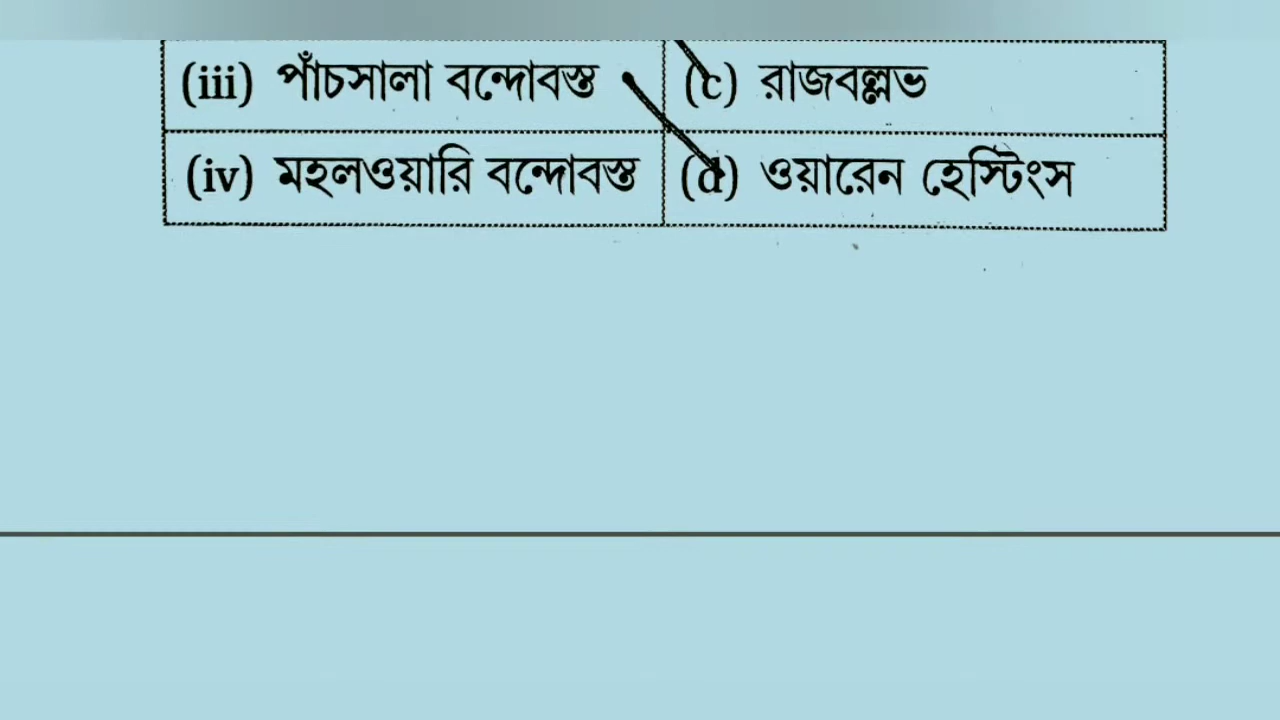 (iii) পাঁচসালা বন্দোবস্ত (c) রাজবল্লভ
(iv) মহলওয়ারি বন্দোবস্ত (d) ওয়ারেন হেস্টিংস